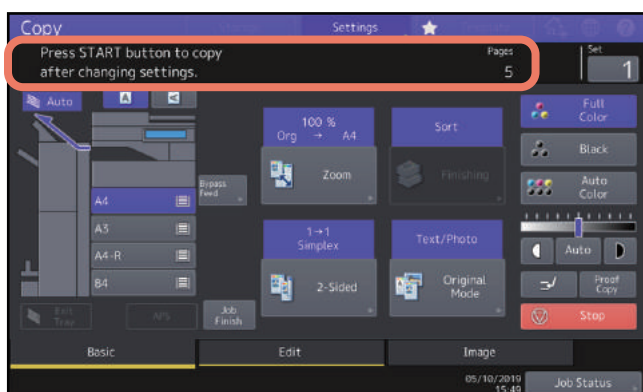 Copy
Settings
Press START button to copy
after changing settings.
Pages
5
Set
1
Auto
A
A
100 %
Org → A4
Zoom
Sort
Finishing
Full
Color
Black
Auto
Color
Bypass
Feed
A4
A3
A4-R
B4
1→1
Simplex
2-Sided
Text/Photo
Original
Mode
Auto
Proof
Copy
Exit
Tray
APS
Job
Finish
Stop
Basic
Edit
Image
05/10/2019
15:49
Job Status